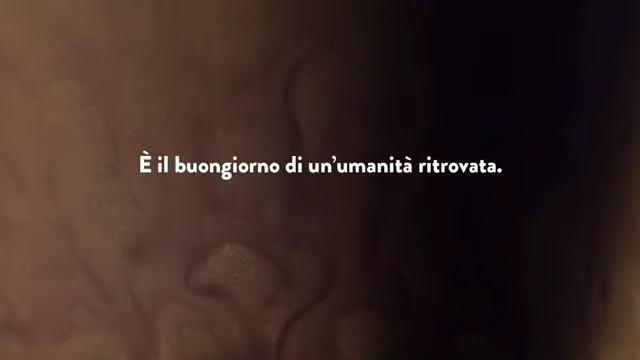 È il buongiorno di un’umanità ritrovata.